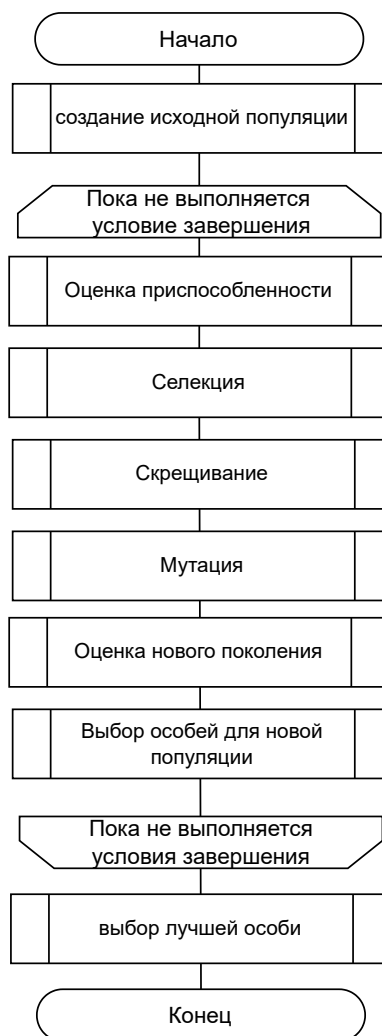 Начало
создание исходной популяции
Пока не выполняется
условие завершения
Оценка приспособленности
Селекция
Скрещивание
Мутация
Оценка нового поколения
Выбор особей для новой
популяции
Пока не выполняется
условия завершения
выбор лучшей особи
Конец